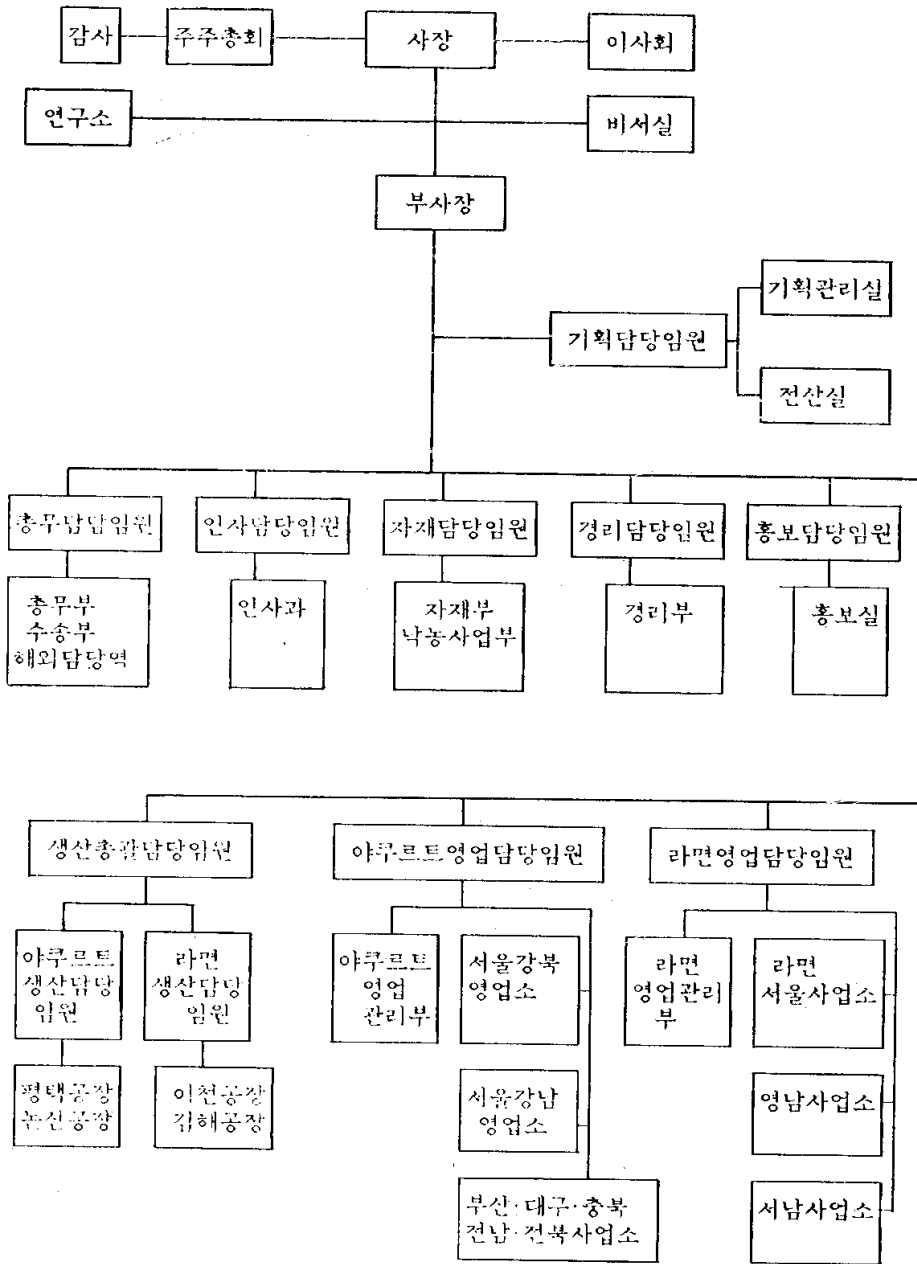 감사
주주총회
사장
이사회
연구소
비서실
부사장
기획관리실
기획담당임원
전산실
총무담당임원
인사담당임원
자재담당임원
경리담당임원
홍보담당임원
총무부
수송부
해외담당역
인사과
자재부
낙농사업부
경리부
홍보실
생산총괄담당임원
야쿠르트영업담당임원
라면영업담당임원
야쿠르트
생산담당
임원
라면
생산담당
임원
야쿠르트
영업
관리부
서울강북
영업소
라면
영업관리
부
라면
서울사업소
평택공장
논산공장
이천공장
김해공장
서울강남
영업소
영남사업소
부산·대구·충북
전남·전북사업소
서남사업소